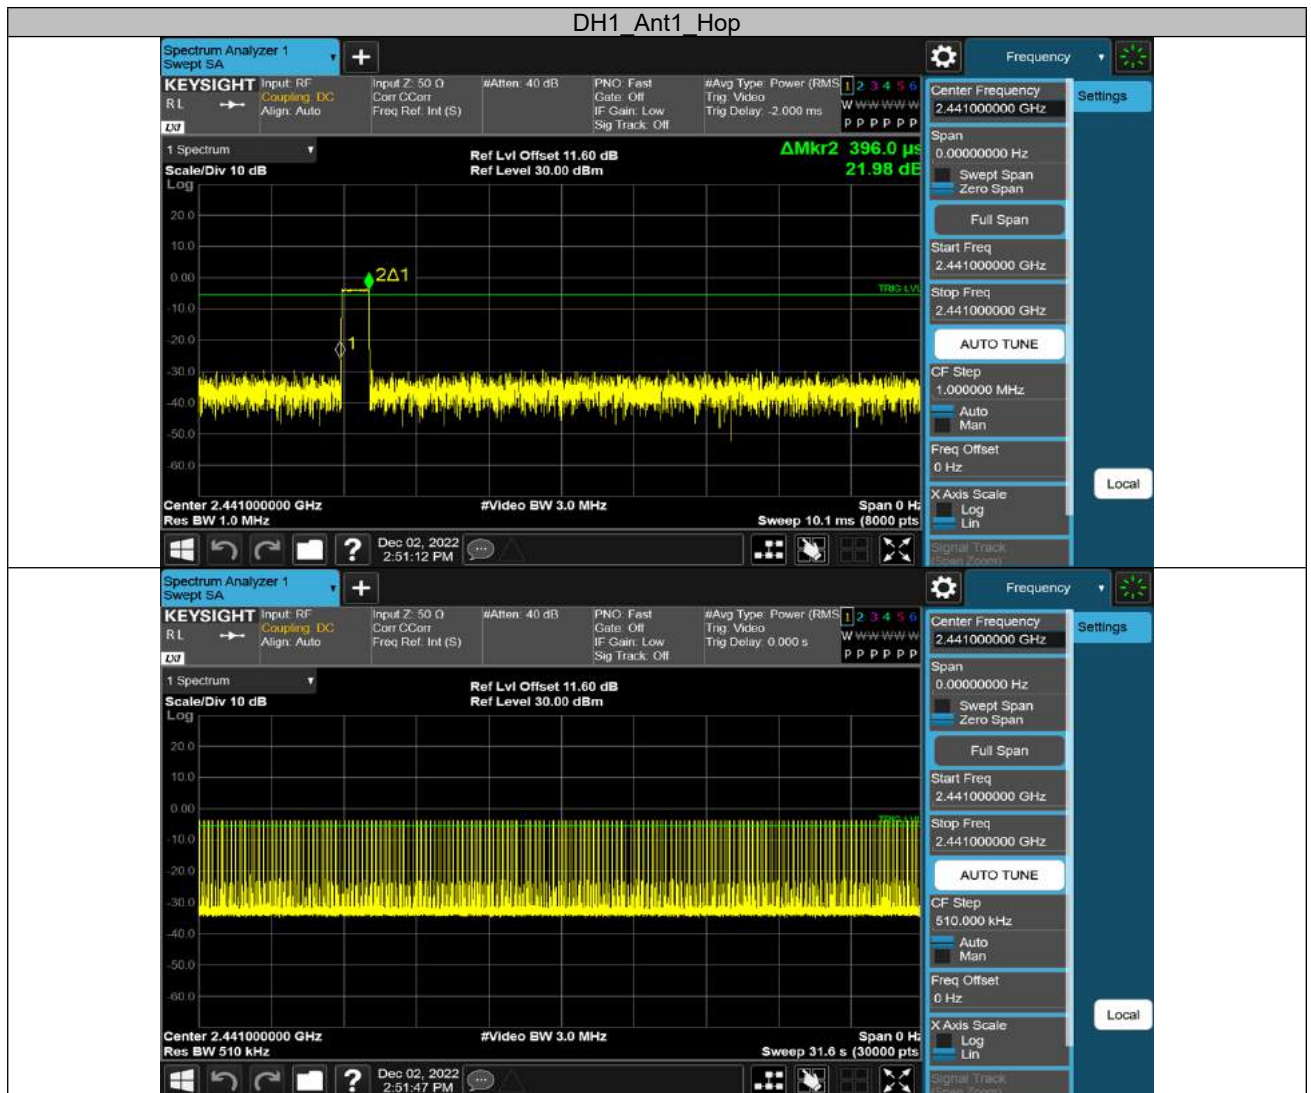 DH1_Ant1_Hop
Spectrum Analyzer 1
Swept SA
Frequency
KEYSIGHT
R L
LXI
Input: RF
Coupling: DC
Align: Auto
Input Z: 50 Ω
Corr CCorr
Freq Ref: Int (S)
#Atten: 40 dB
PNO: Fast
Gate: Off
IF Gain: Low
Sig Track: Off
#Avg Type: Power (RMS
Trig: Video
Trig Delay: -2.000 ms
1 2 3 4 5 6
W W W W W W
P P P P P P
Center Frequency
2.441000000 GHz
Settings
1 Spectrum
Scale/Div 10 dB
Log
Ref Lvl Offset 11.60 dB
Ref Level 30.00 dBm
ΔMkr2 396.0 µs
21.98 dB
Span
0.00000000 Hz
Swept Span
Zero Span
Full Span
Start Freq
2.441000000 GHz
Stop Freq
2.441000000 GHz
AUTO TUNE
CF Step
1.000000 MHz
Auto
Man
Freq Offset
0 Hz
X Axis Scale
Log
Lin
Signal Track
(Span Zoom)
Local
20.0
10.0
0.00
-10.0
-20.0
-30.0
-40.0
-50.0
-60.0
2Δ1
1
TRIG LVL
Center 2.441000000 GHz
Res BW 1.0 MHz
#Video BW 3.0 MHz
Span 0 Hz
Sweep 10.1 ms (8000 pts
Dec 02, 2022
2:51:12 PM
Spectrum Analyzer 1
Swept SA
Frequency
KEYSIGHT
R L
LXI
Input: RF
Coupling: DC
Align: Auto
Input Z: 50 Ω
Corr CCorr
Freq Ref: Int (S)
#Atten: 40 dB
PNO: Fast
Gate: Off
IF Gain: Low
Sig Track: Off
#Avg Type: Power (RMS
Trig: Video
Trig Delay: 0.000 s
1 2 3 4 5 6
W W W W W W
P P P P P P
Center Frequency
2.441000000 GHz
Settings
1 Spectrum
Scale/Div 10 dB
Log
Ref Lvl Offset 11.60 dB
Ref Level 30.00 dBm
Span
0.00000000 Hz
Swept Span
Zero Span
Full Span
Start Freq
2.441000000 GHz
Stop Freq
2.441000000 GHz
AUTO TUNE
CF Step
510.000 kHz
Auto
Man
Freq Offset
0 Hz
X Axis Scale
Log
Lin
Signal Track
(Span Zoom)
Local
20.0
10.0
0.00
-10.0
-20.0
-30.0
-40.0
-50.0
-60.0
TRIG LVL
Center 2.441000000 GHz
Res BW 510 kHz
#Video BW 3.0 MHz
Span 0 Hz
Sweep 31.6 s (30000 pts
Dec 02, 2022
2:51:47 PM